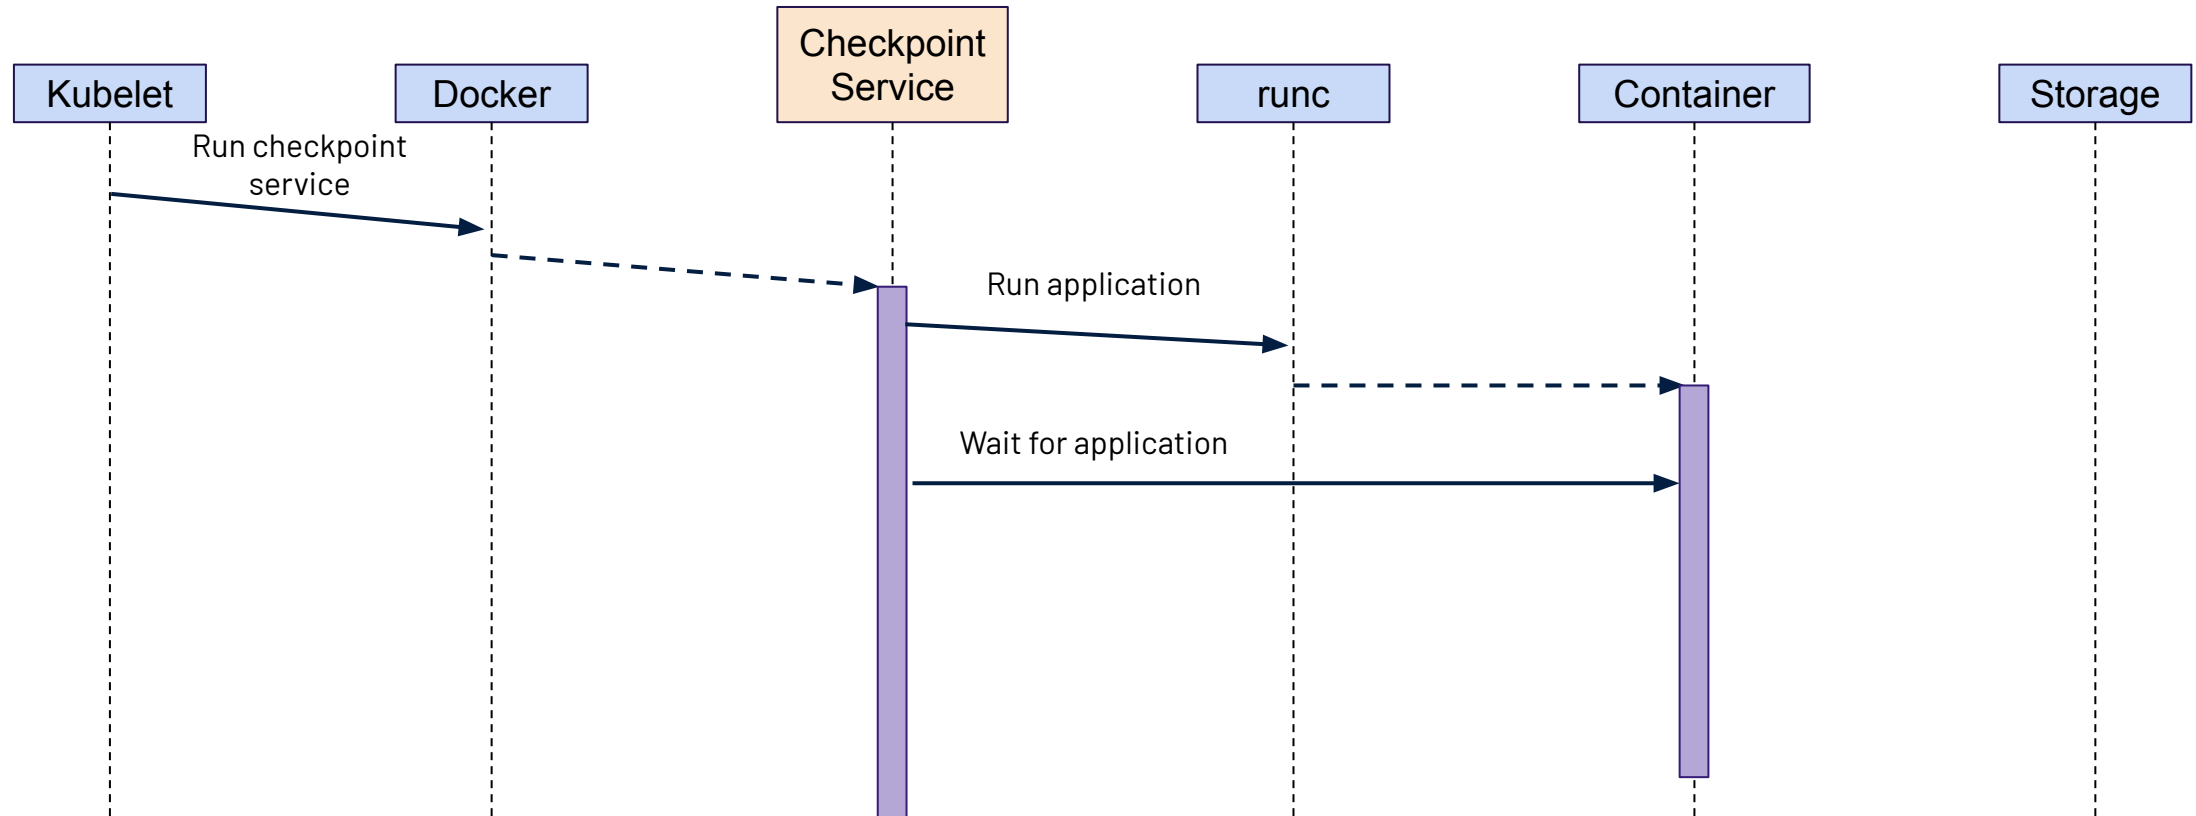 Checkpoint
Service
Kubelet
Docker
runc
Container
Storage
Run checkpoint
service
Run application
Wait for application